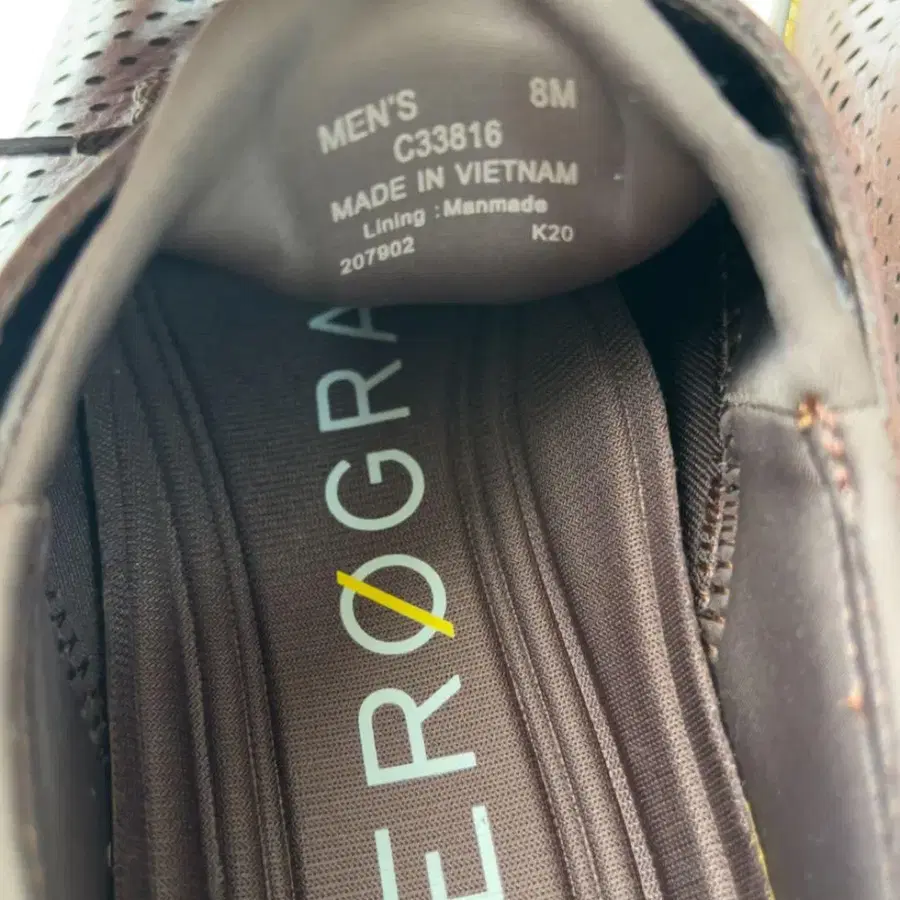 MEN'S 8M
C33816
MADE IN VIETNAM
Lining :Manmade
207902 K20
ERØGRA